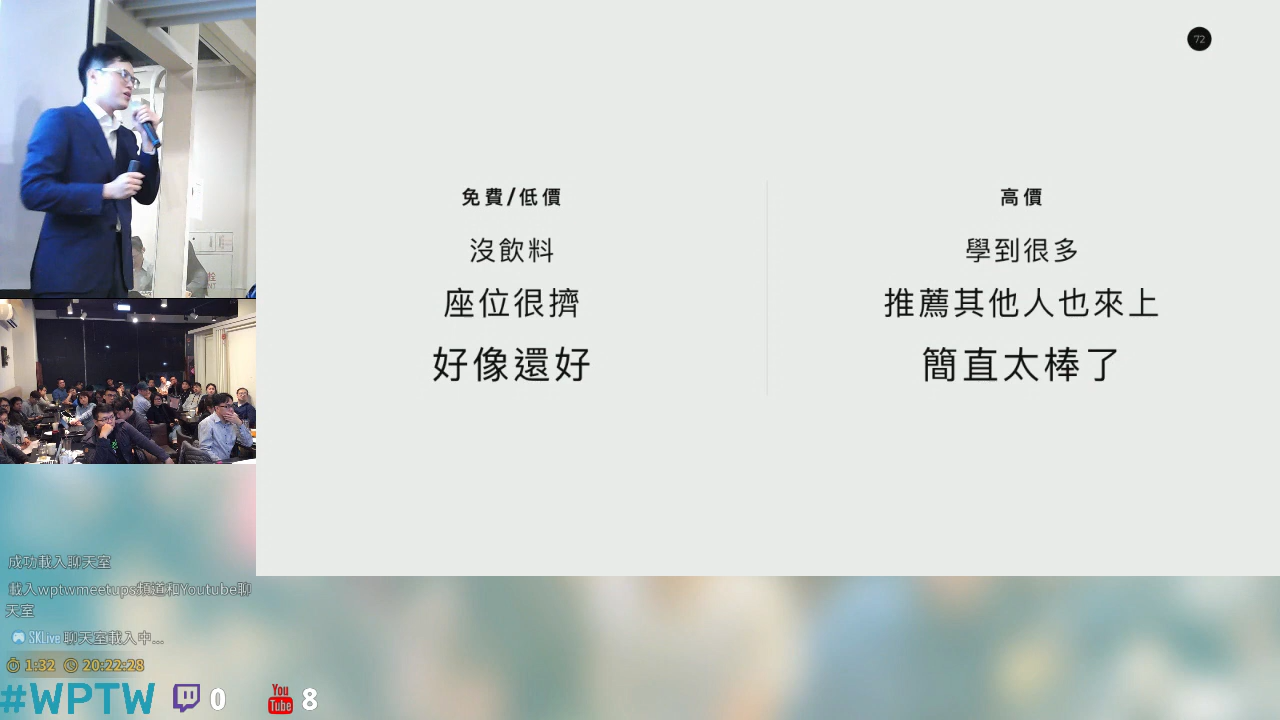 72
免費/低價
沒飲料
座位很擠
好像還好
高價
學到很多
推薦其他人也來上
簡直太棒了
成功載入聊天室
載入wptwmeetups頻道和Youtube聊
天室
SKLive 聊天室載入中...
1:32 20:22:28
#WPTW 0 You Tube 8